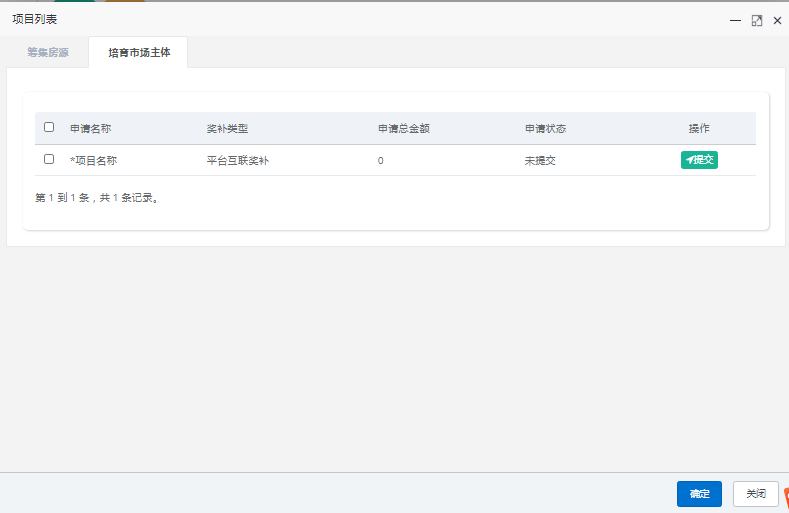 项目列表
筹集房源 培育市场主体
申请名称 奖补类型 申请总金额 申请状态 操作
*项目名称 平台互联奖补 0 未提交 提交
第 1 到 1 条，共 1 条记录。
确定 关闭